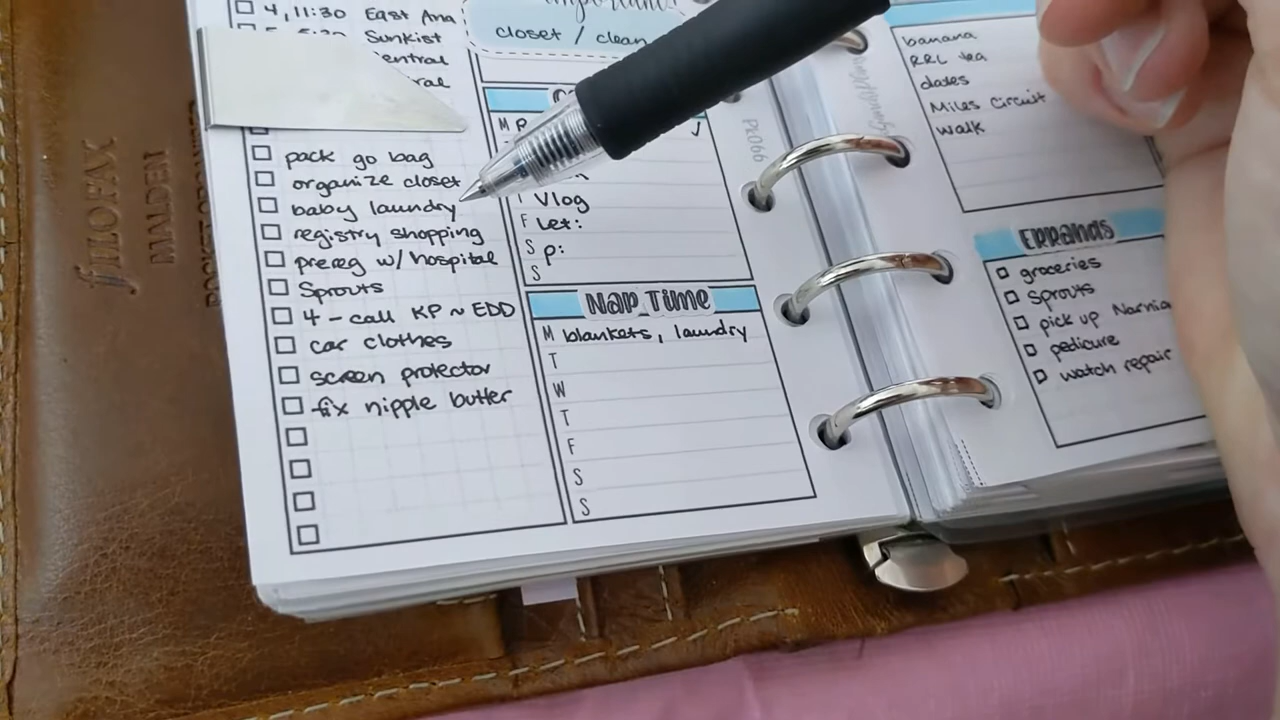 4, 11:30 East Ana
Sunkist
pack go bag
organize closet
baby laundry
registry shopping
prereg w/ hospital
Sprouts
4 - call KP ~ EDD
car clothes
screen protector
fix nipple butter
important
closet / clean
M
J
T Vlog
F Let:
S P:
S
Nap Time
M blankets, laundry
T
W
T
F
S
S
PK066
banana
RRL tea
dates
Miles Circuit
walk
Errands
groceries
sprouts
pick up Narnia
pedicure
watch repair
filofax
MALDEN